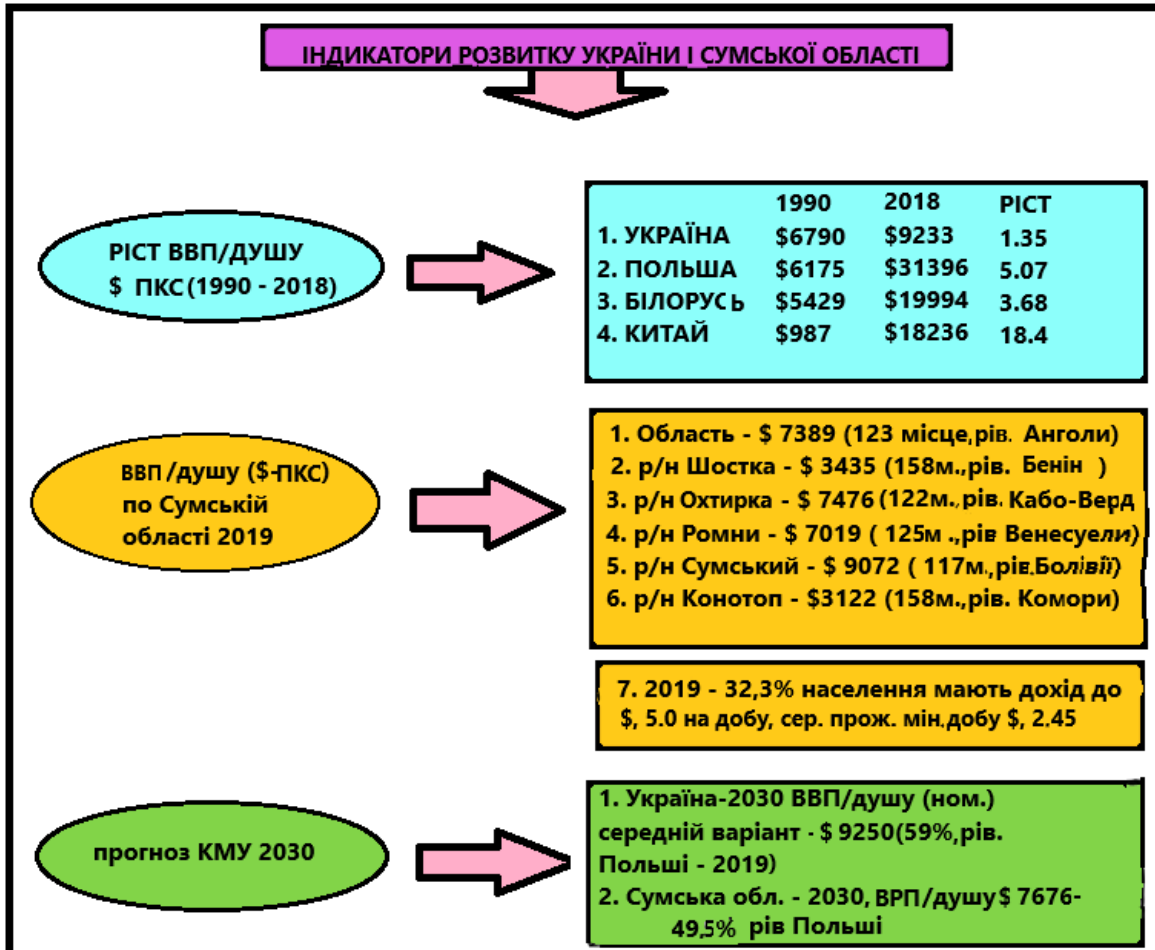 ІНДИКАТОРИ РОЗВИТКУ УКРАЇНИ І СУМСЬКОЇ ОБЛАСТІ
РІСТ ВВП/ДУШУ
$ ПКС (1990 - 2018)
1990 2018 РІСТ
1. УКРАЇНА $6790 $9233 1.35
2. ПОЛЬША $6175 $31396 5.07
3. БІЛОРУСЬ $5429 $19994 3.68
4. КИТАЙ $987 $18236 18.4
ВВП/душу ($-ПКС)
по Сумській
області 2019
1. Область - $ 7389 (123 місце,рів. Анголи)
2. р/н Шостка - $ 3435 (158м.,рів. Бенін )
3. р/н Охтирка - $ 7476 (122м.,рів. Кабо-Верд
4. р/н Ромни - $ 7019 ( 125м .,рів Венесуели)
5. р/н Сумський - $ 9072 ( 117м.,рів.Болівії)
6. р/н Конотоп - $3122 (158м.,рів. Комори)
7. 2019 - 32,3% населення мають дохід до
$, 5.0 на добу, сер. прож. мін.добу $, 2.45
прогноз КМУ 2030
1. Україна-2030 ВВП/душу (ном.)
середній варіант - $ 9250(59%,рів.
Польші - 2019)
2. Сумська обл. - 2030, ВРП/душу $ 7676-
49,5% рів Польші